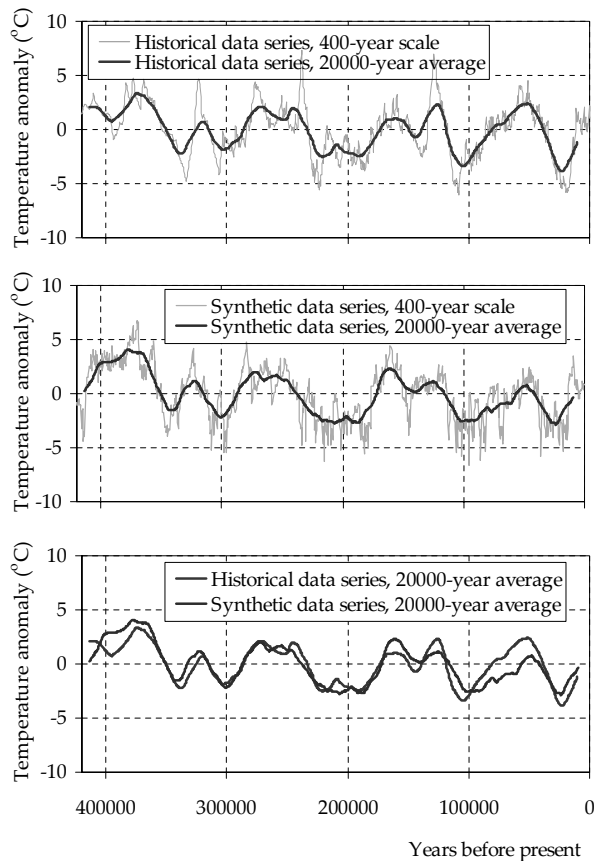 Temperature anomaly (°C)
10
5
0
-5
-10
Historical data series, 400-year scale
Historical data series, 20000-year average
Temperature anomaly (°C)
10
5
0
-5
-10
Synthetic data series, 400-year scale
Synthetic data series, 20000-year average
Temperature anomaly (°C)
10
5
0
-5
-10
Historical data series, 20000-year average
Synthetic data series, 20000-year average
400000 300000 200000 100000 0
Years before present